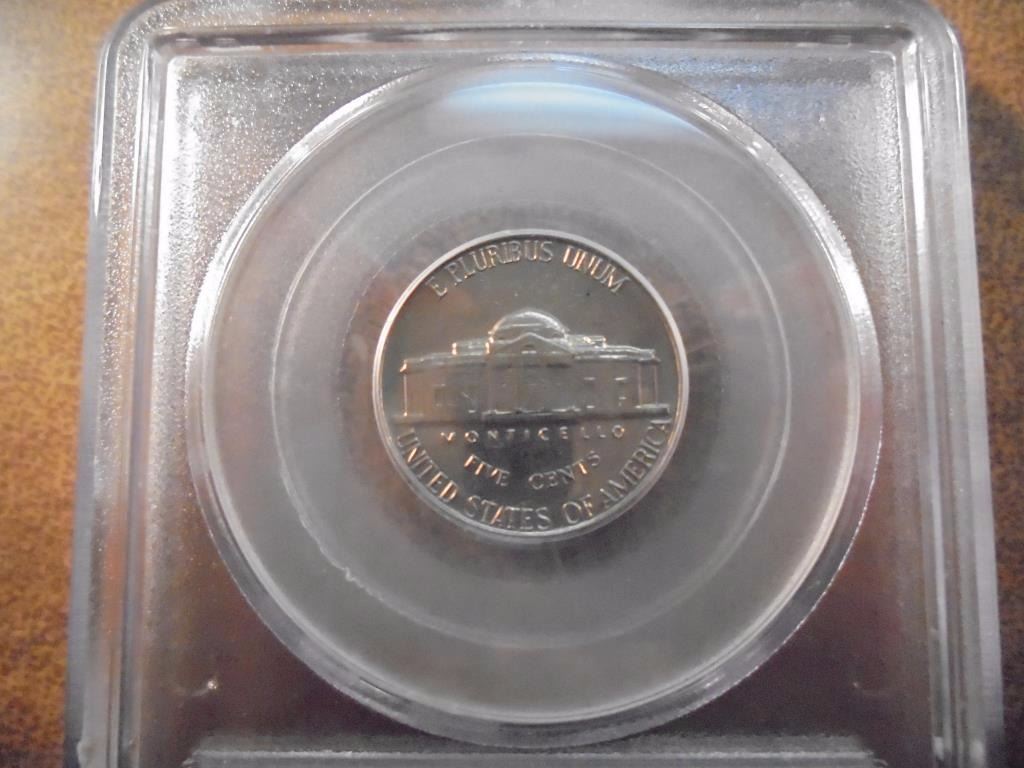 E PLURIBUS UNUM
MONTICELLO
FIVE CENTS
UNITED STATES OF AMERICA